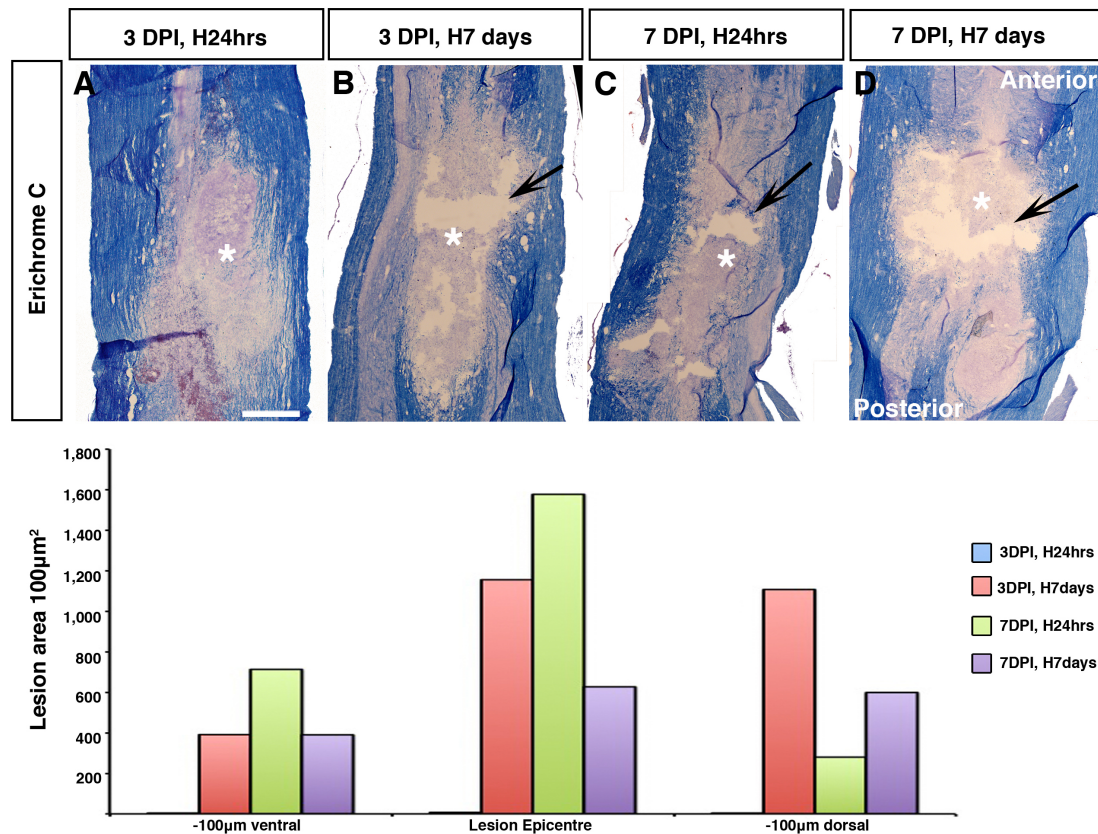 3 DPI, H24hrs
3 DPI, H7 days
7 DPI, H24hrs
7 DPI, H7 days
Erichrome C
A
B
C
D
Anterior
*
*
*
*
Posterior
1,800
1,600
1,400
1,200
1,000
800
600
400
200
Lesion area 100µm²
-100µm ventral
Lesion Epicentre
-100µm dorsal
3DPI, H24hrs
3DPI, H7days
7DPI, H24hrs
7DPI, H7days